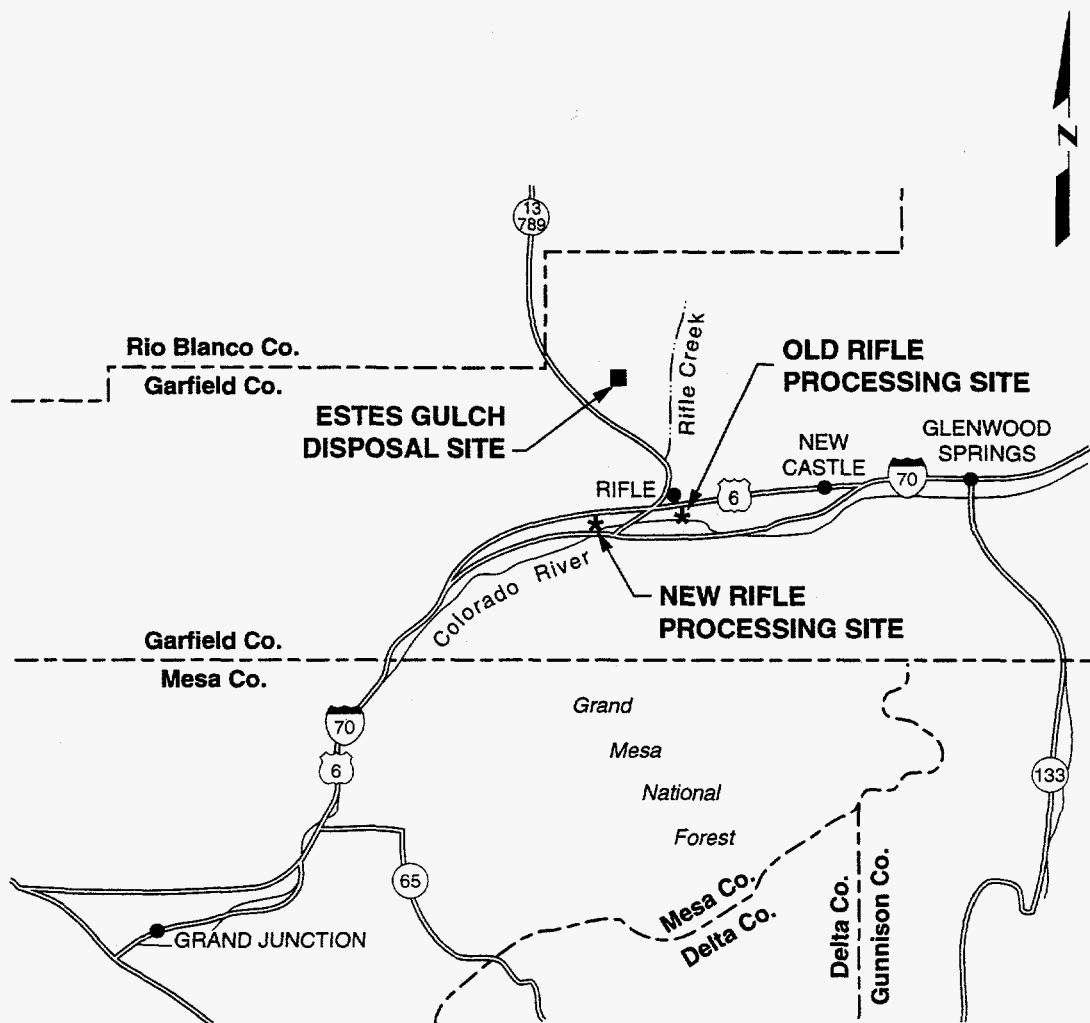 N
13
789
Rio Blanco Co.
Garfield Co.
Rifle Creek
OLD RIFLE
PROCESSING SITE
ESTES GULCH
DISPOSAL SITE
NEW
CASTLE
GLENWOOD
SPRINGS
RIFLE
6
70
Colorado River
NEW RIFLE
PROCESSING SITE
Garfield Co.
Mesa Co.
70
6
Grand
Mesa
National
Forest
133
65
Mesa Co.
Delta Co.
Delta Co.
Gunnison Co.
GRAND JUNCTION